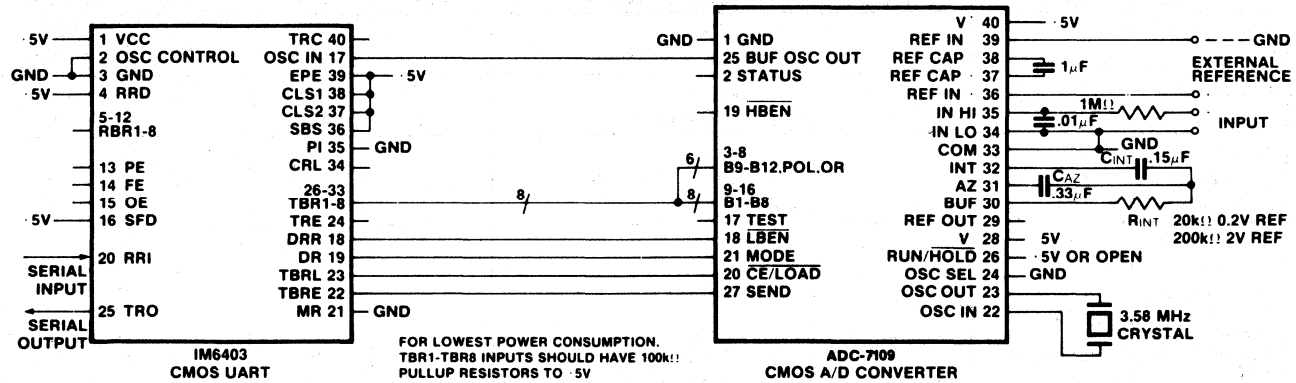 ·5V
GND
·5V
·5V
SERIAL
INPUT
SERIAL
OUTPUT
1 VCC
2 OSC CONTROL
3 GND
4 RRD
5-12
RBR1-8
13 PE
14 FE
15 OE
16 SFD
20 RRI
25 TRO
TRC 40
OSC IN 17
EPE 39
CLS1 38
CLS2 37
SBS 36
PI 35
CRL 34
26-33
TBR1-8
TRE 24
DRR 18
DR 19
TBRL 23
TBRE 22
MR 21
·5V
GND
GND
IM6403
CMOS UART
8
6
8
FOR LOWEST POWER CONSUMPTION.
TBR1-TBR8 INPUTS SHOULD HAVE 100kΩ
PULLUP RESISTORS TO ·5V
GND
1 GND
25 BUF OSC OUT
2 STATUS
19 HBEN
3-8
B9-B12,POL,OR
9-16
B1-B8
17 TEST
18 LBEN
21 MODE
20 CE/LOAD
27 SEND
V· 40
REF IN 39
REF CAP 38
REF CAP 37
REF IN· 36
IN HI 35
IN LO 34
COM 33
INT 32
AZ 31
BUF 30
REF OUT 29
V 28
RUN/HOLD 26
OSC SEL 24
OSC OUT 23
OSC IN 22
ADC-7109
CMOS A/D CONVERTER
·5V
GND
EXTERNAL
REFERENCE
1μF
1MΩ
.01μF
INPUT
GND
CINT
.15μF
CAZ
.33μF
RINT
20kΩ 0.2V REF
200kΩ 2V REF
5V
·5V OR OPEN
GND
3.58 MHz
CRYSTAL